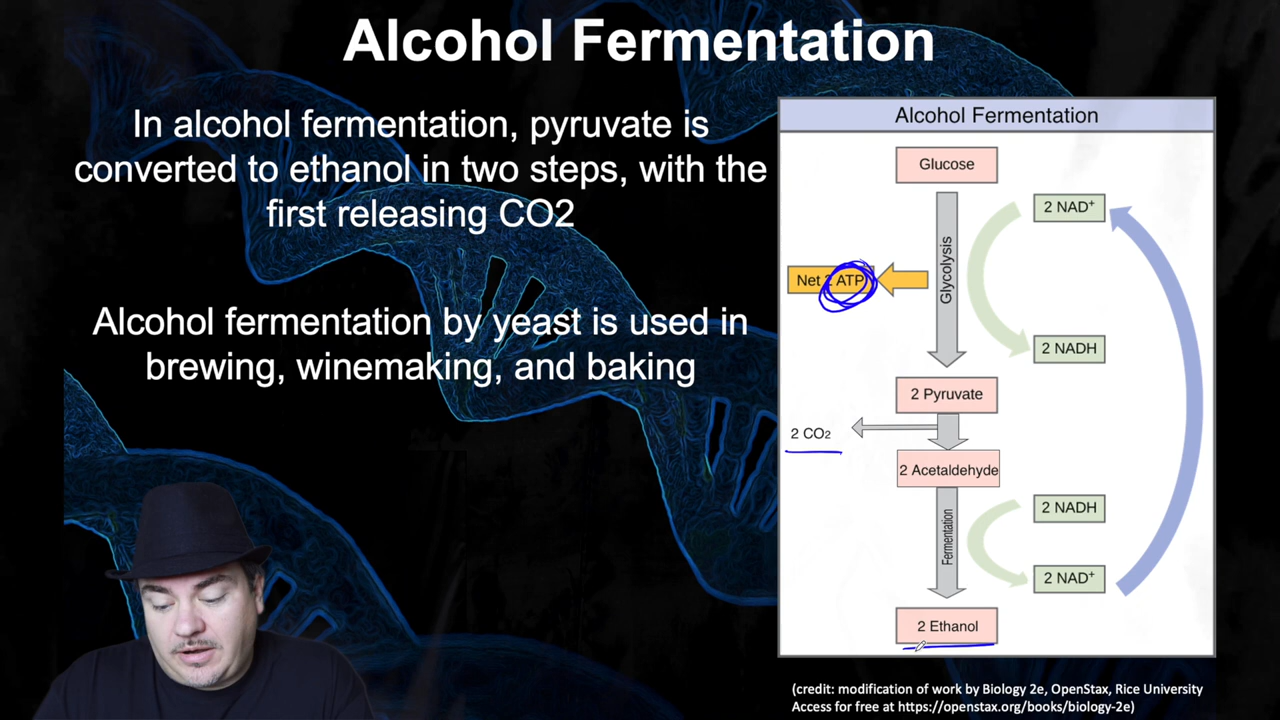 Alcohol Fermentation
In alcohol fermentation, pyruvate is
converted to ethanol in two steps, with the
first releasing CO2
Alcohol fermentation by yeast is used in
brewing, winemaking, and baking
Alcohol Fermentation
Glucose
2 NAD⁺
Glycolysis
Net 2 ATP
2 NADH
2 Pyruvate
2 CO₂
2 Acetaldehyde
2 NADH
Fermentation
2 NAD⁺
2 Ethanol
(credit: modification of work by Biology 2e, OpenStax, Rice University
Access for free at https://openstax.org/books/biology-2e)